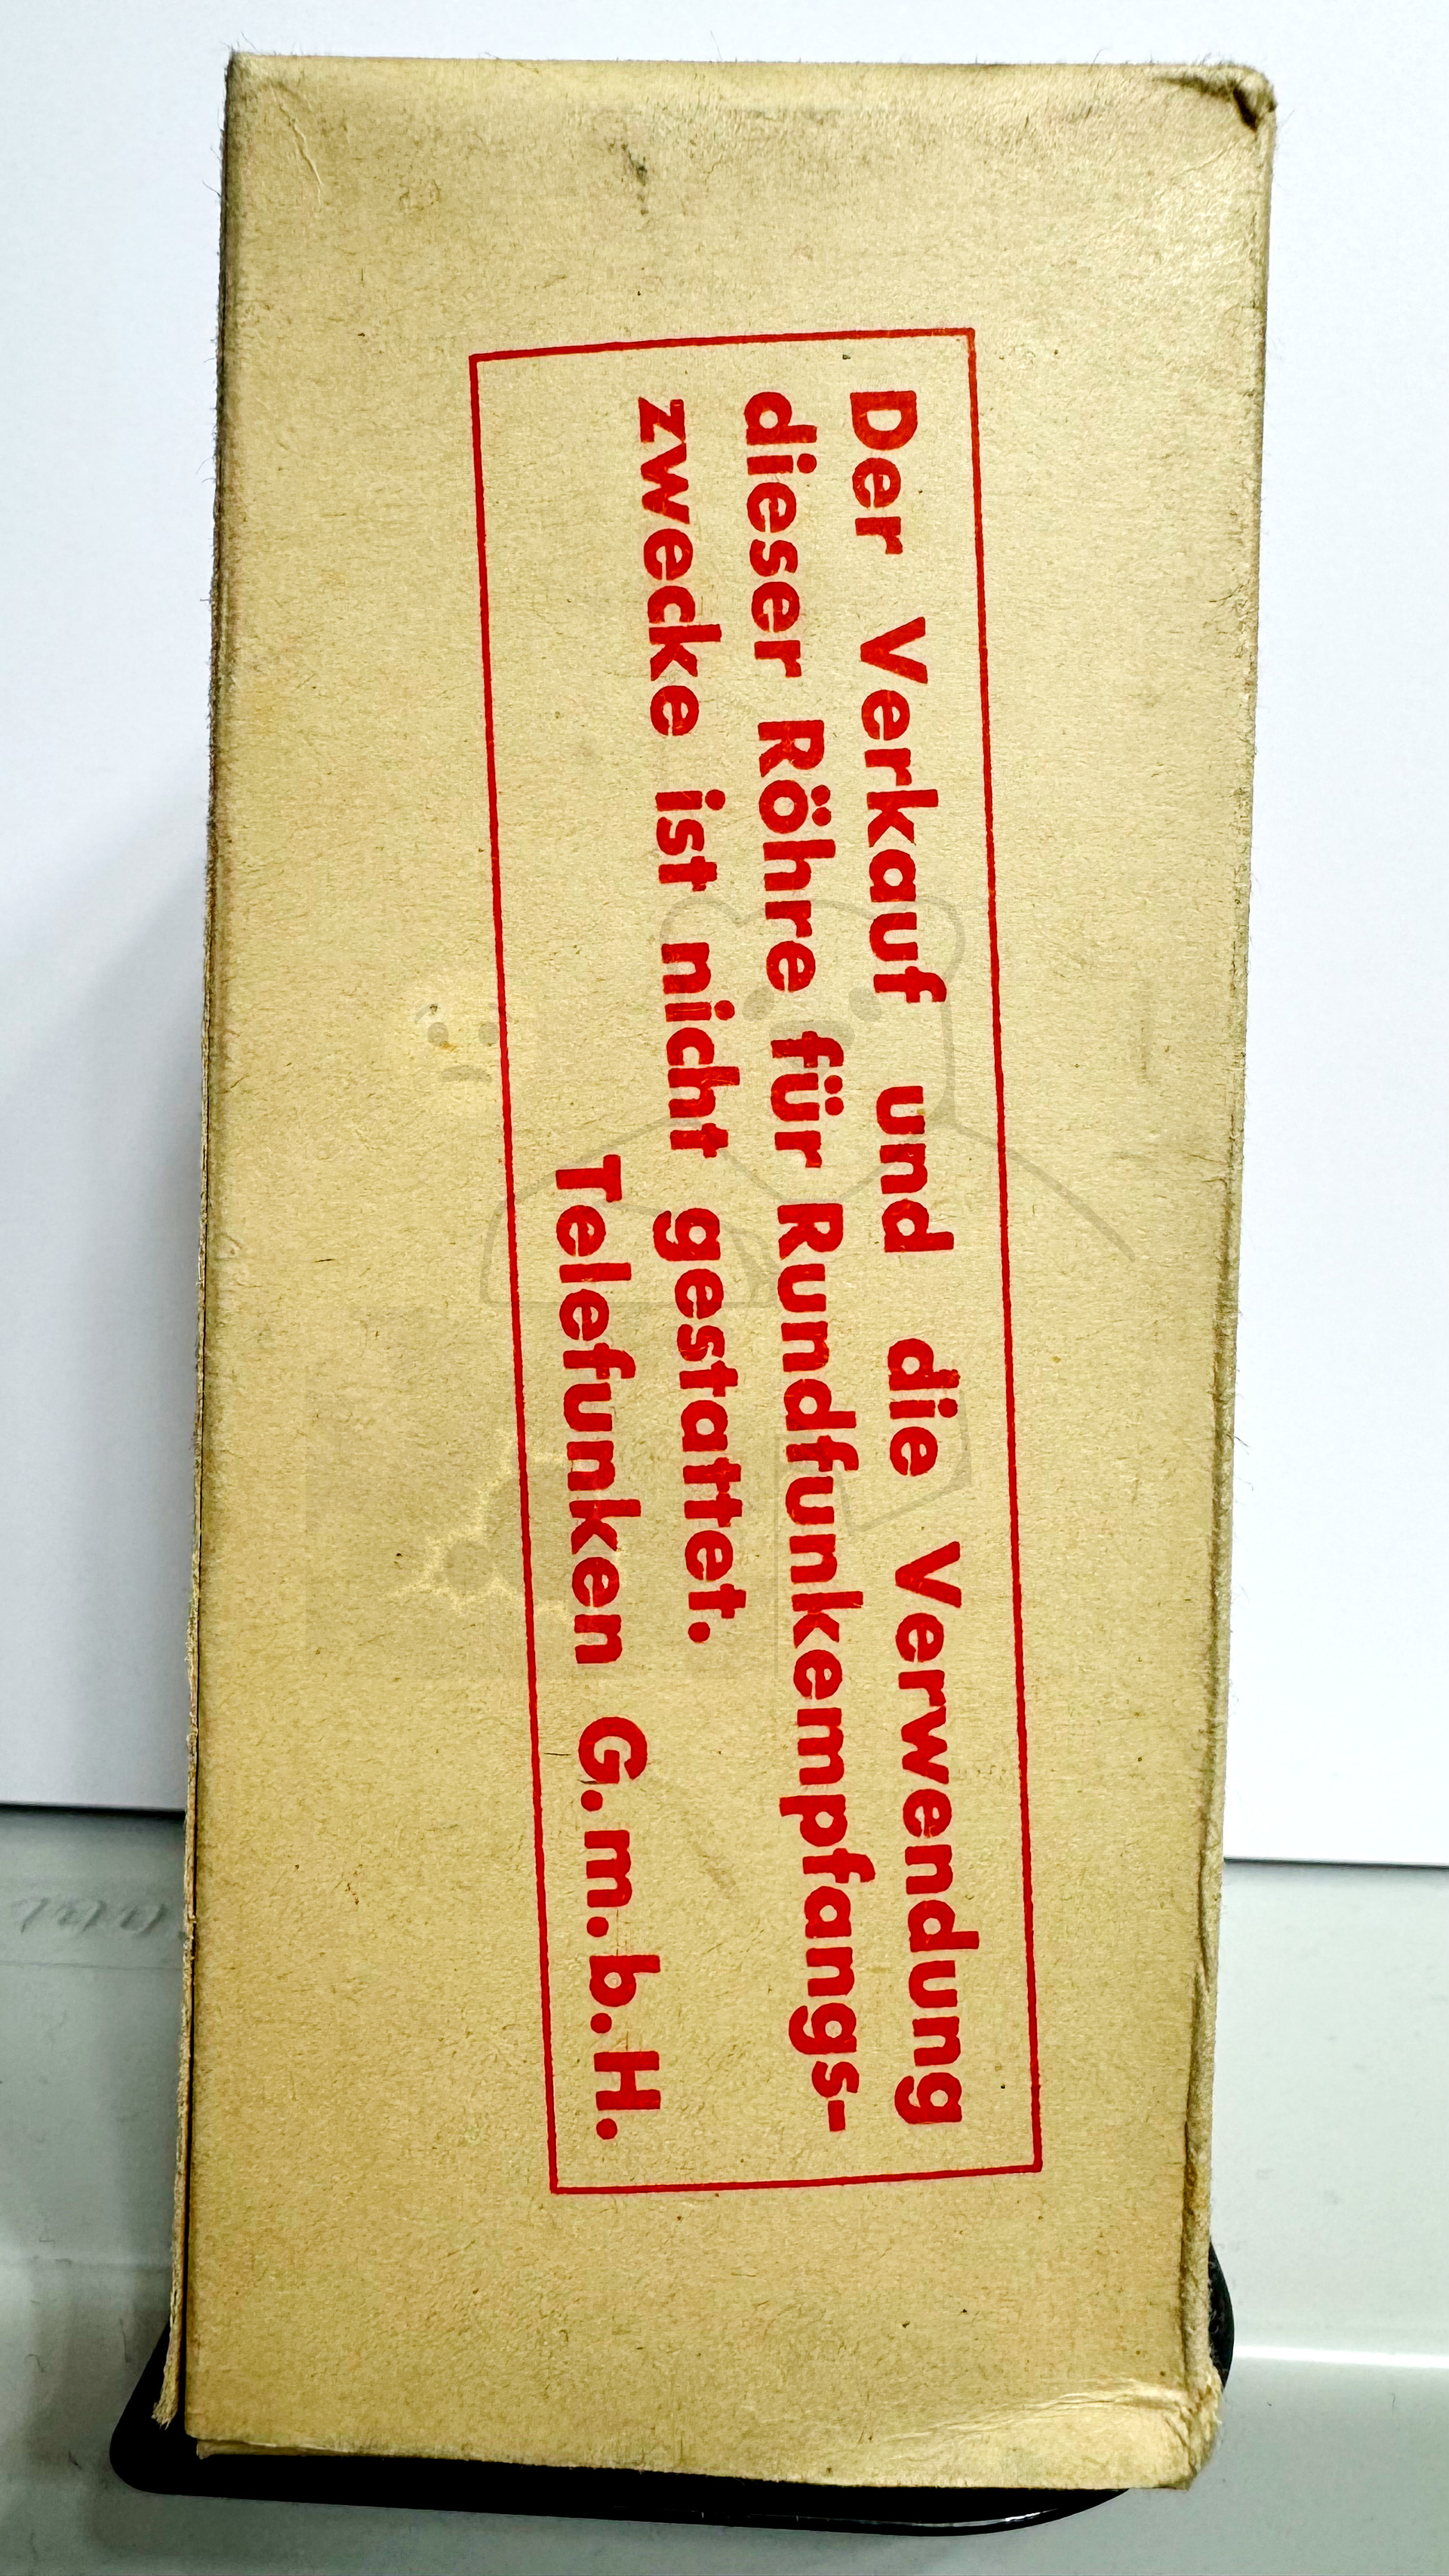 Der Verkauf und die Verwendung
dieser Röhre für Rundfunkempfangs-
zwecke ist nicht gestattet.
Telefunken G.m.b.H.